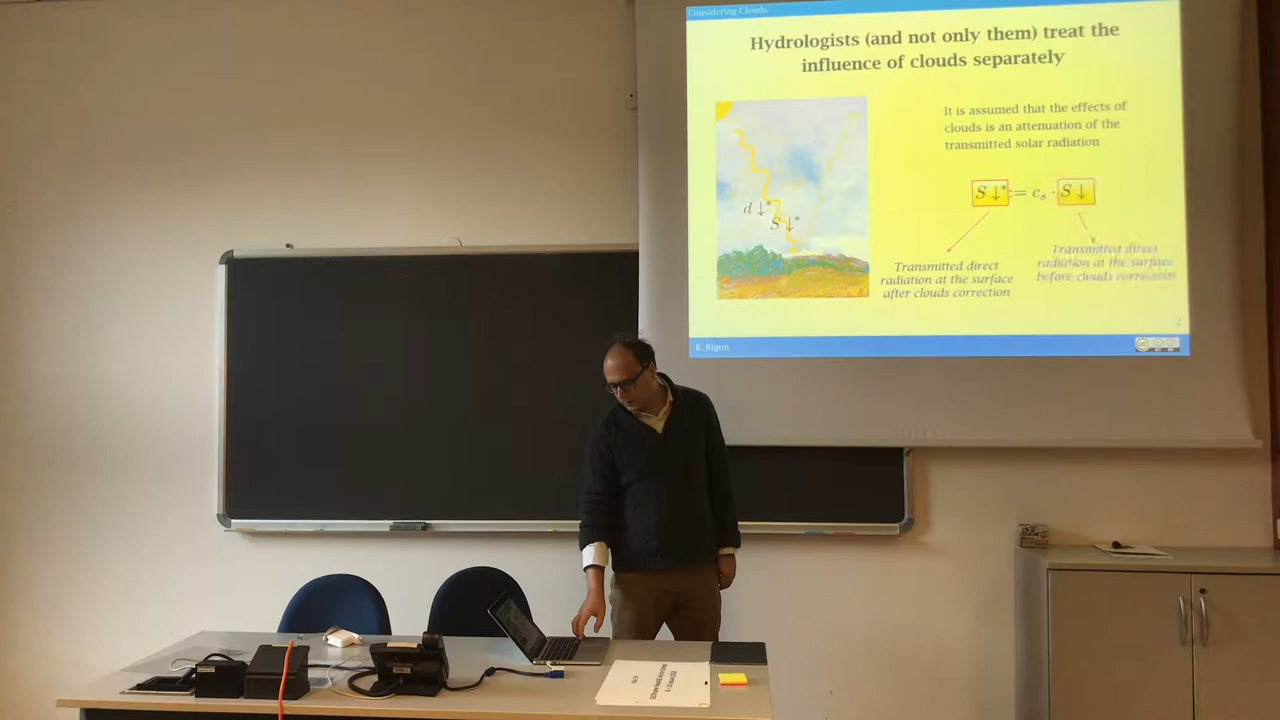 Considering Clouds
Hydrologists (and not only them) treat the
influence of clouds separately
It is assumed that the effects of
clouds is an attenuation of the
transmitted solar radiation
S ↓* := cₛ · S ↓
d ↓*
S ↓*
Transmitted direct
radiation at the surface
after clouds correction
Transmitted direct
radiation at the surface
before clouds correction
2
R. Rigon